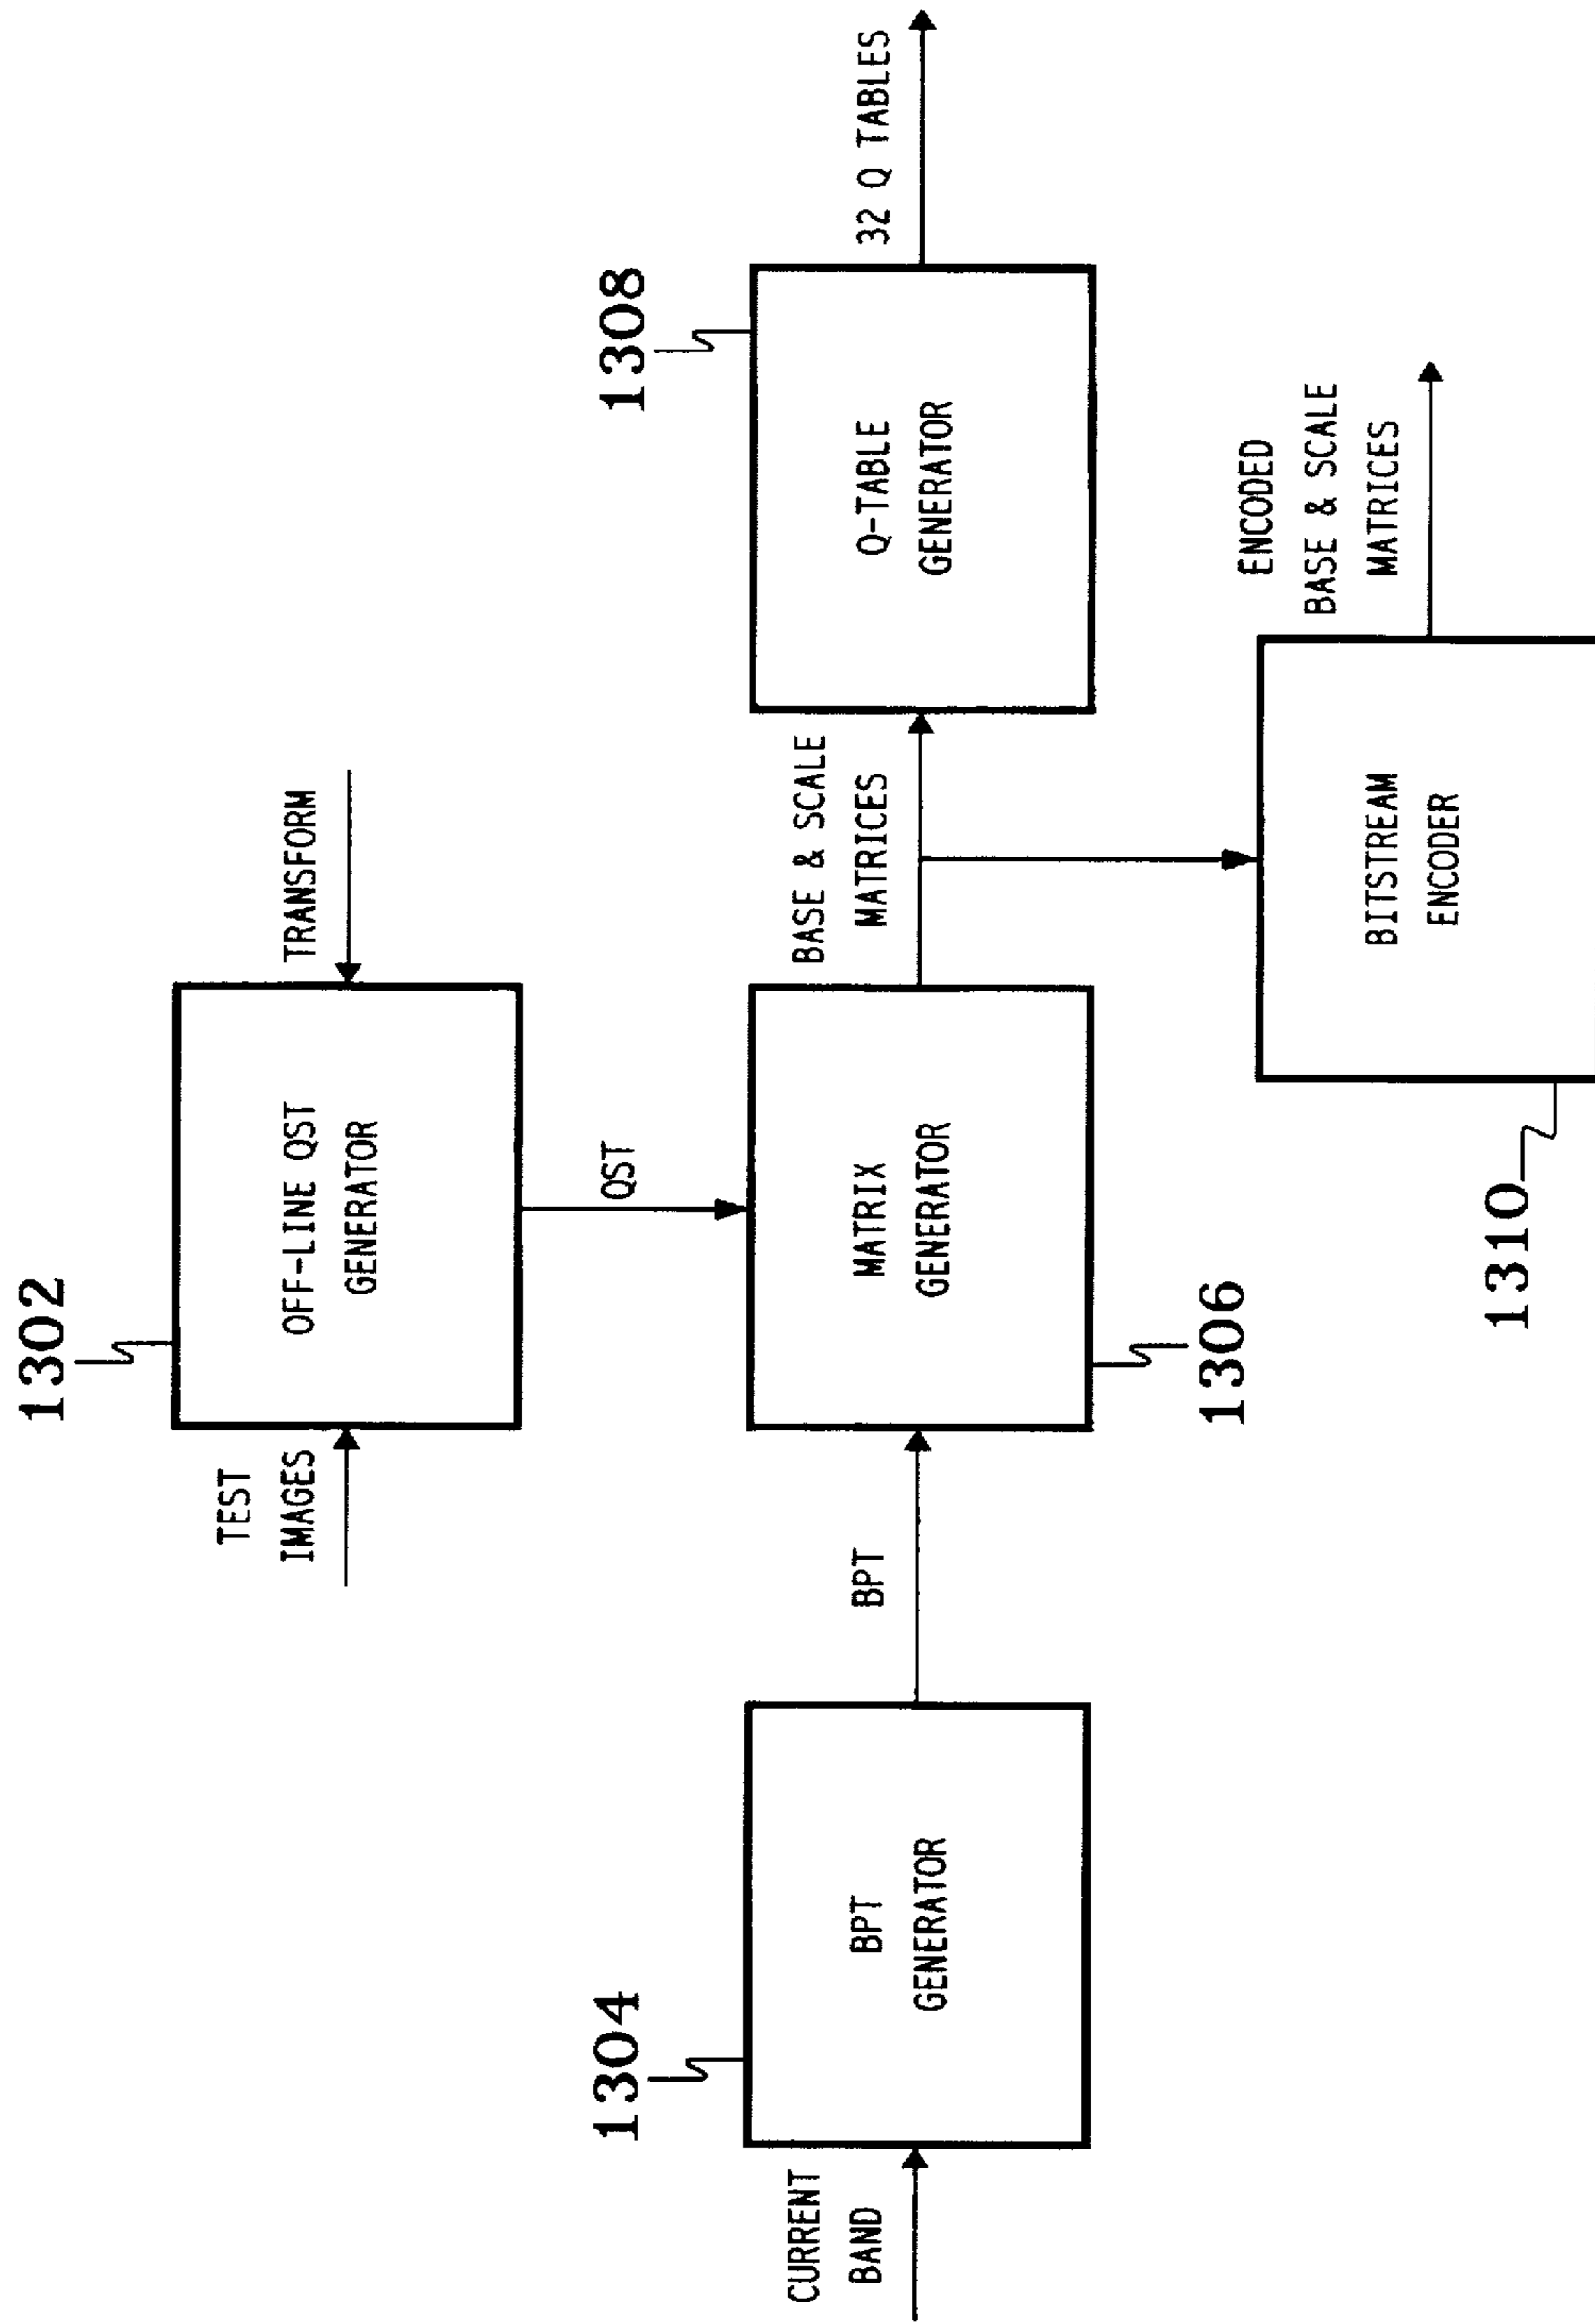 1302
TEST
IMAGES
OFF-LINE QST
GENERATOR
TRANSFORM
QST
1304
CURRENT
BAND
BPT
GENERATOR
BPT
MATRIX
GENERATOR
1306
BASE & SCALE
MATRICES
1308
Q-TABLE
GENERATOR
32 Q TABLES
1310
BITSTREAM
ENCODER
ENCODED
BASE & SCALE
MATRICES